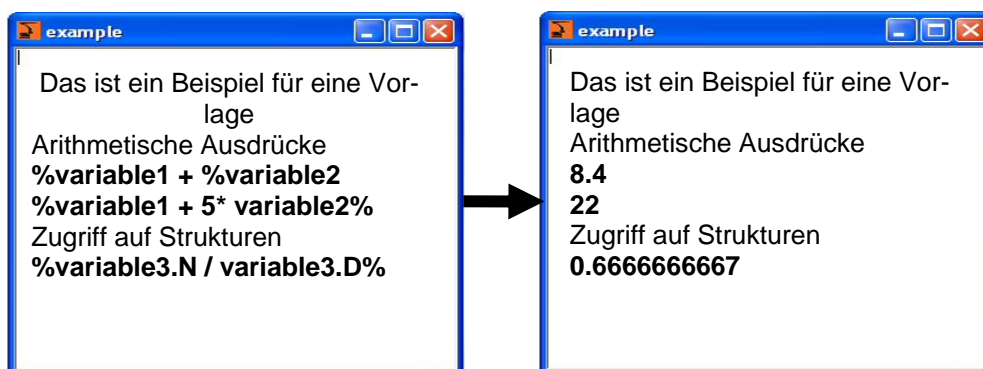 example
Das ist ein Beispiel für eine Vor-
lage
Arithmetische Ausdrücke
%variable1 + %variable2
%variable1 + 5* variable2%
Zugriff auf Strukturen
%variable3.N / variable3.D%
example
Das ist ein Beispiel für eine Vor-
lage
Arithmetische Ausdrücke
8.4
22
Zugriff auf Strukturen
0.6666666667